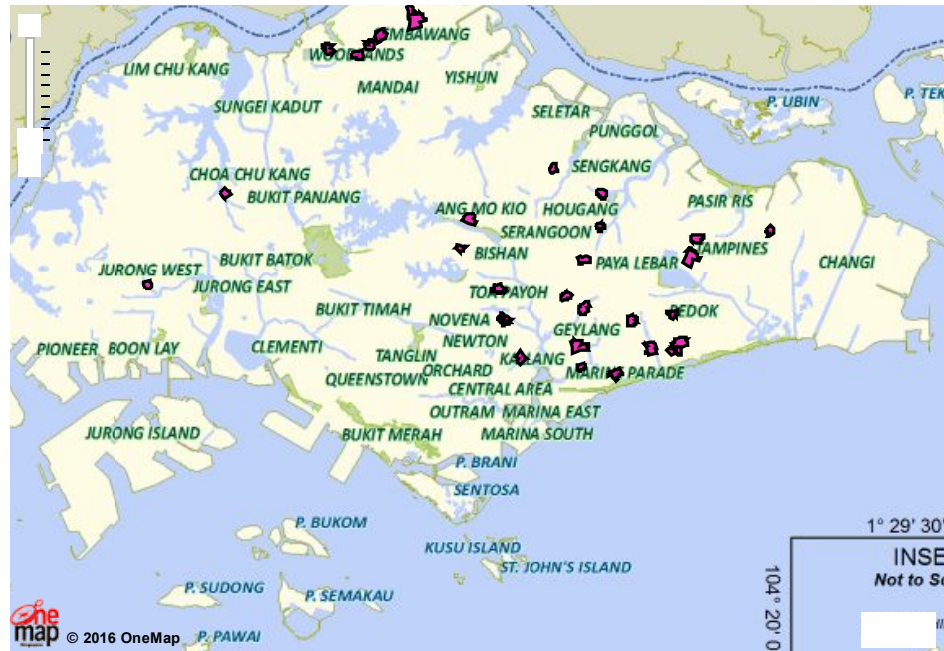 SEMBAWANG
WOODLANDS
LIM CHU KANG
YISHUN
MANDAI
SUNGEI KADUT
P. UBIN
P. TEK
SELETAR
PUNGGOL
CHOA CHU KANG
SENGKANG
BUKIT PANJANG
PASIR RIS
ANG MO KIO
HOUGANG
SERANGOON
TAMPINES
BISHAN
BUKIT BATOK
PAYA LEBAR
CHANGI
JURONG WEST
JURONG EAST
TOA PAYOH
BUKIT TIMAH
BEDOK
NOVENA
GEYLANG
NEWTON
PIONEER
BOON LAY
CLEMENTI
TANGLIN
KALLANG
ORCHARD
MARINE PARADE
QUEENSTOWN
CENTRAL AREA
OUTRAM
MARINA EAST
JURONG ISLAND
BUKIT MERAH
MARINA SOUTH
P. BRANI
SENTOSA
P. BUKOM
1° 29' 30'
KUSU ISLAND
INSE
ST. JOHN'S ISLAND
Not to Sc
104° 20' 0
P. SUDONG
P. SEMAKAU
One
map © 2016 OneMap
P. PAWAI